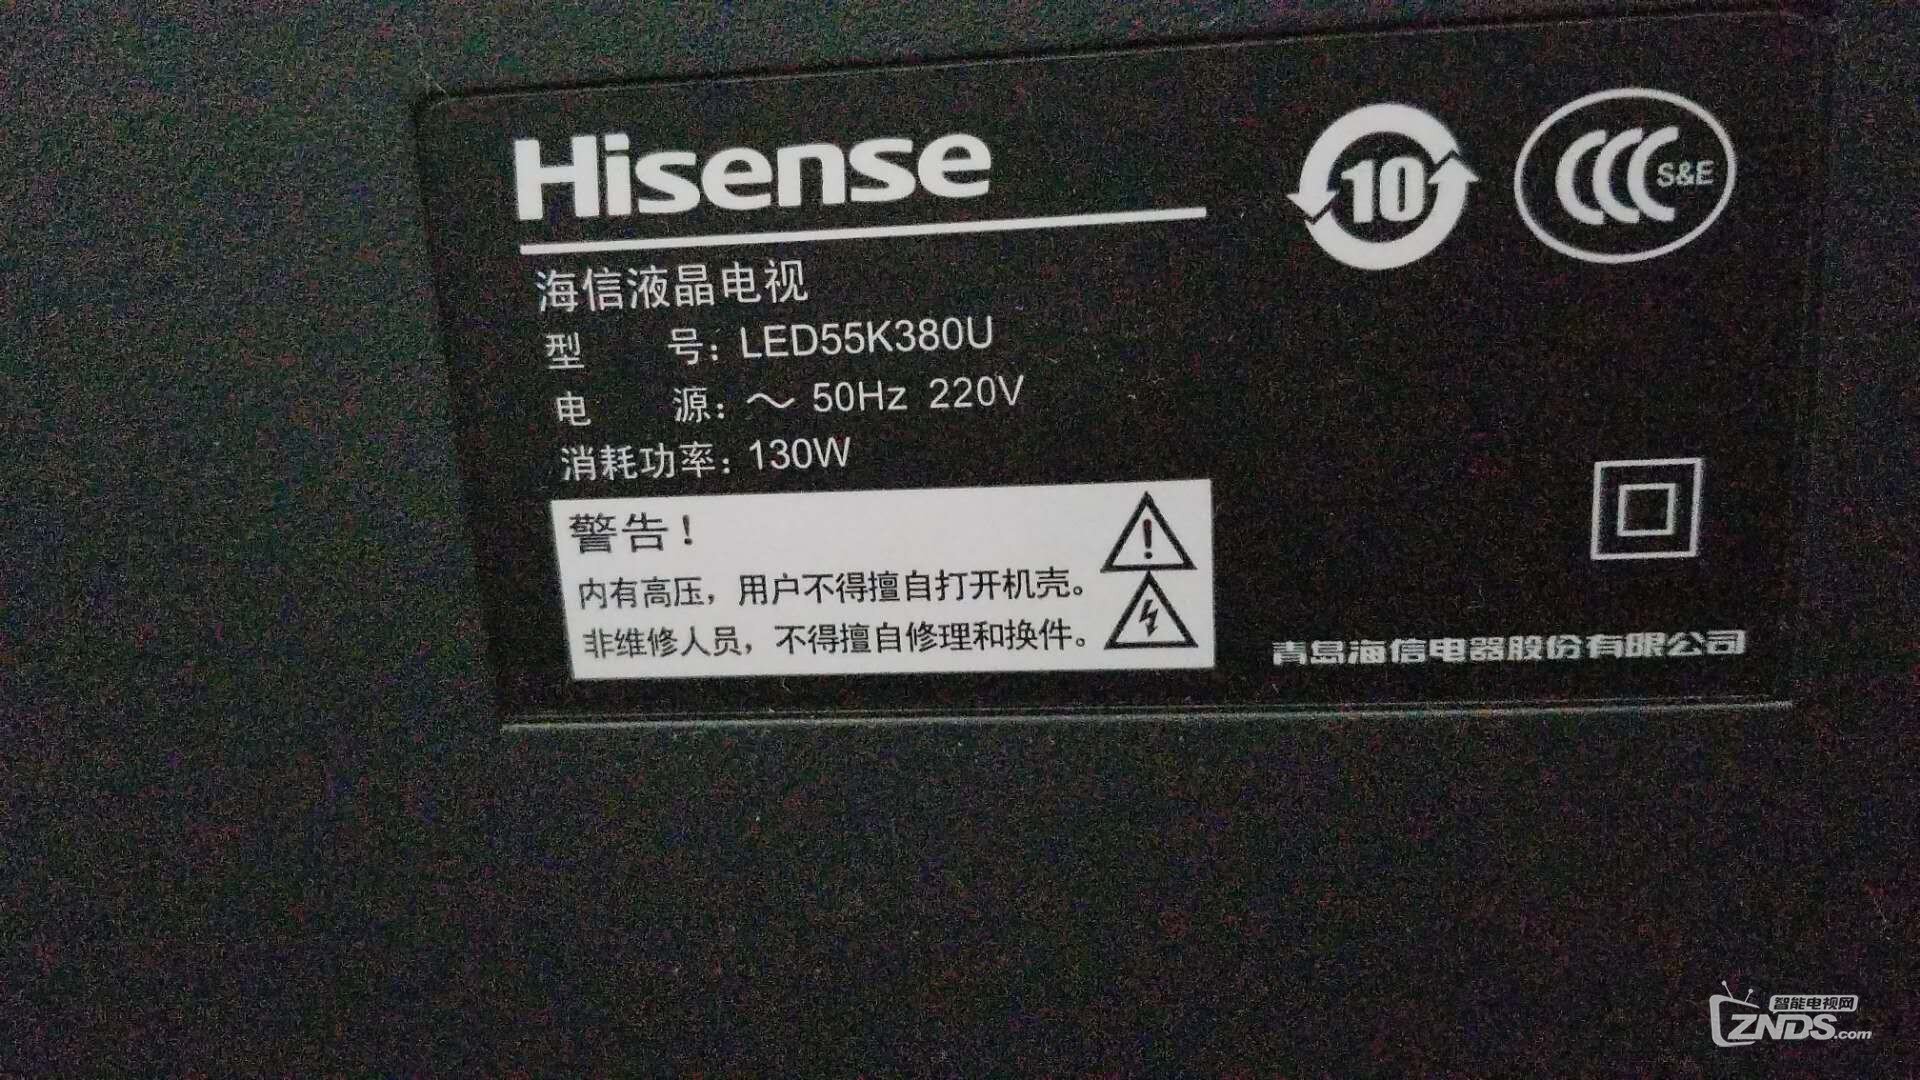 Hisense
10
CCC S&E
海信液晶电视
型 号: LED55K380U
电 源: ～ 50Hz 220V
消耗功率: 130W
警告!
内有高压，用户不得擅自打开机壳。
非维修人员，不得擅自修理和换件。
青岛海信电器股份有限公司
智能电视网
ZNDS.com